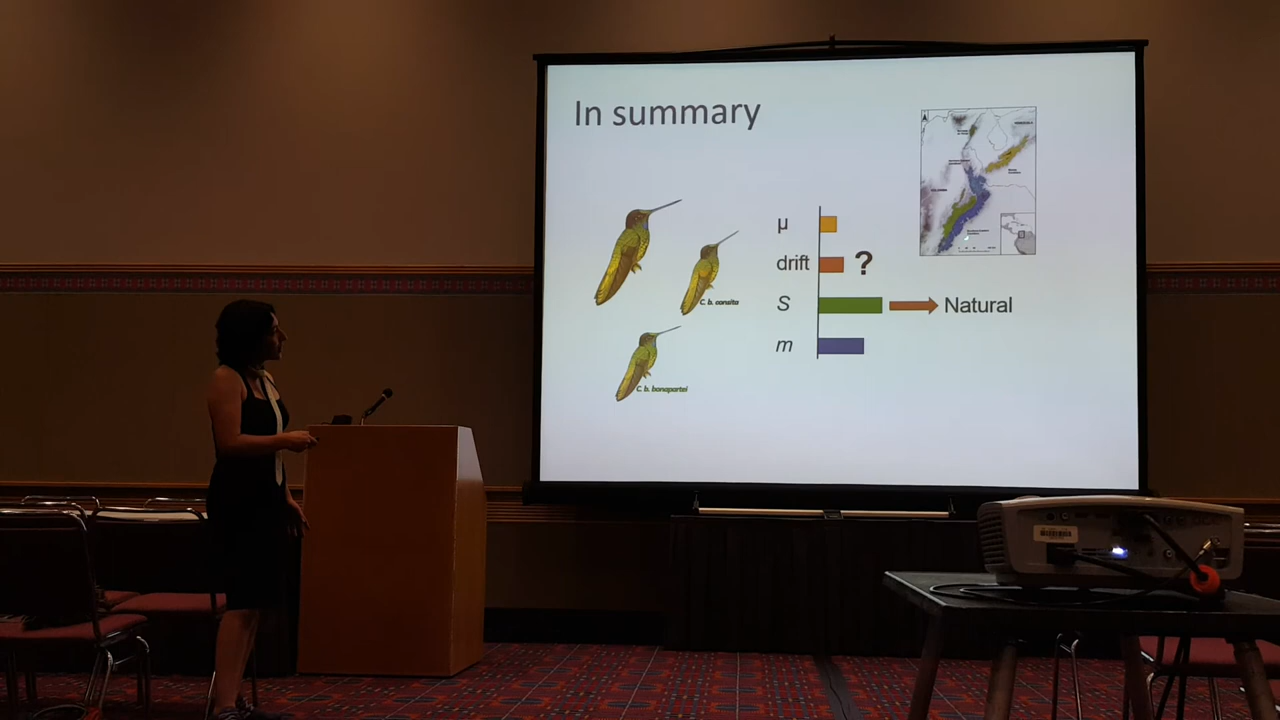 In summary
μ
drift ?
C. b. consita
S Natural
m
C. b. bonapartei